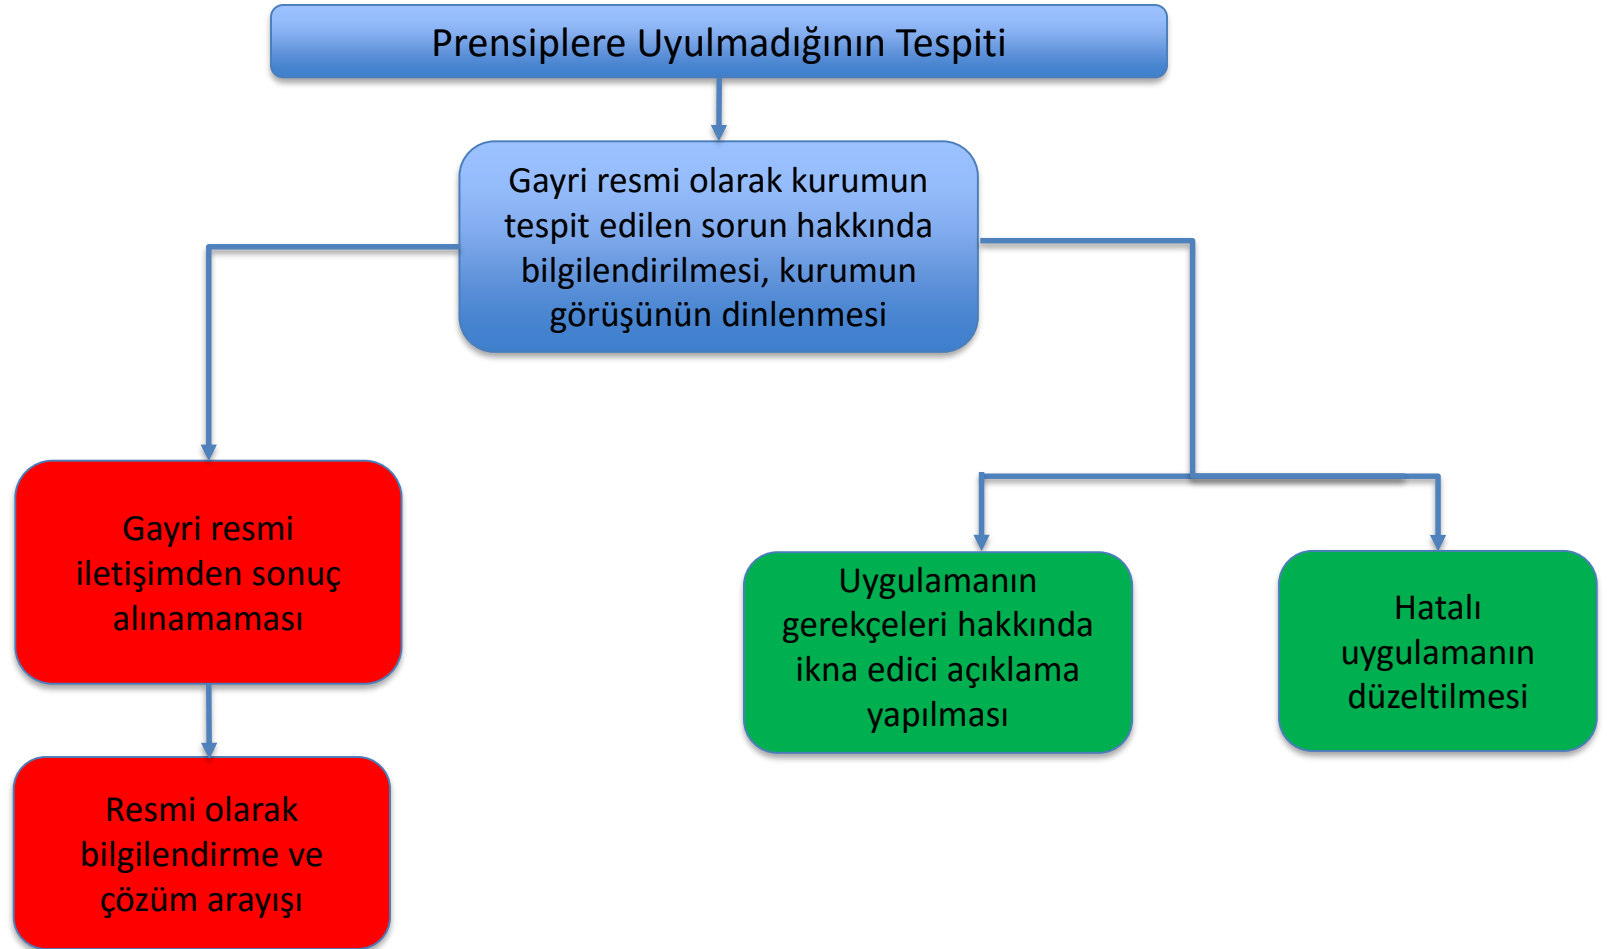 Prensiplere Uyulmadığının Tespiti
Gayri resmi olarak kurumun
tespit edilen sorun hakkında
bilgilendirilmesi, kurumun
görüşünün dinlenmesi
Gayri resmi
iletişimden sonuç
alınamaması
Uygulamanın
gerekçeleri hakkında
ikna edici açıklama
yapılması
Hatalı
uygulamanın
düzeltilmesi
Resmi olarak
bilgilendirme ve
çözüm arayışı